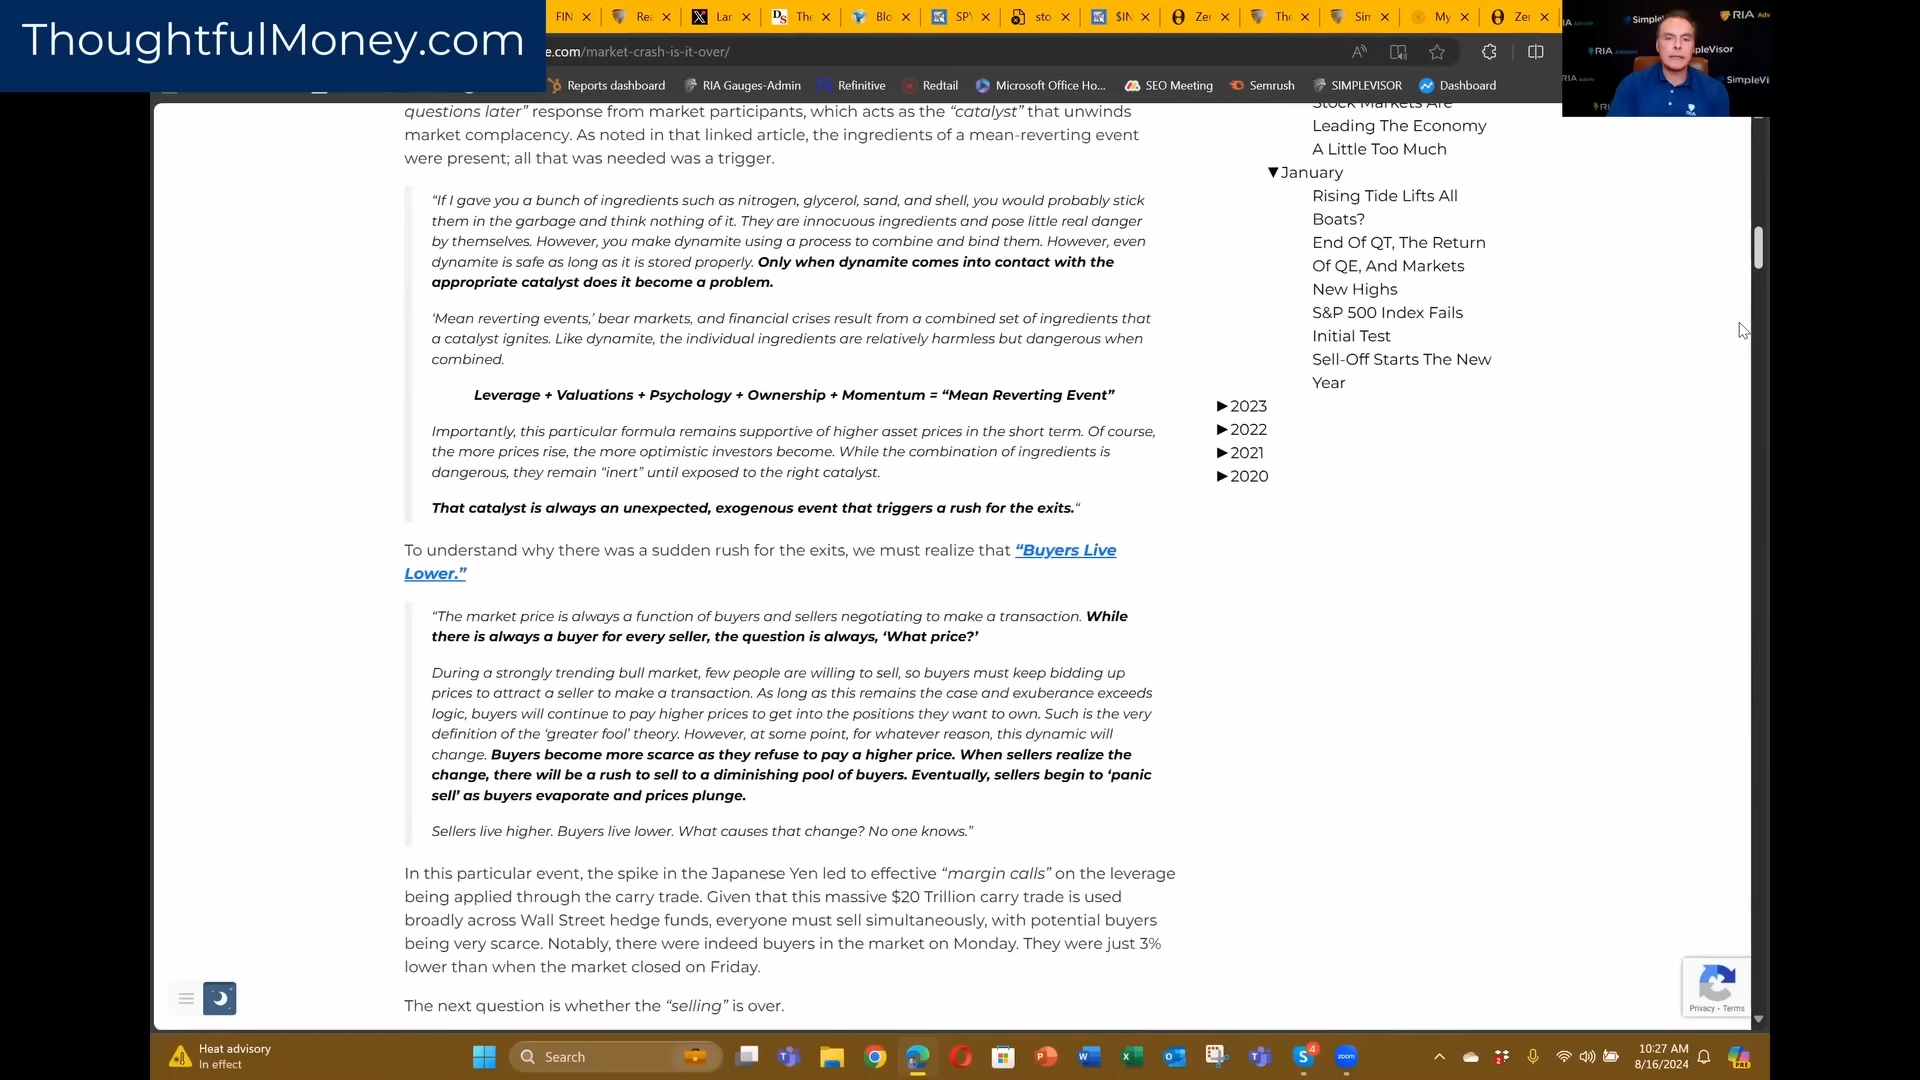 ThoughtfulMoney.com
FIN
Rea
Lar
The
Blo
SP
sto
$IN
Zer
The
Sim
My
Zer
e.com/market-crash-is-it-over/
Reports dashboard
RIA Gauges-Admin
Refinitive
Redtail
Microsoft Office Ho...
SEO Meeting
Semrush
SIMPLEVISOR
Dashboard
RIA Adv
SimpleVi
questions later” response from market participants, which acts as the “catalyst” that unwinds
market complacency. As noted in that linked article, the ingredients of a mean-reverting event
were present; all that was needed was a trigger.
“If I gave you a bunch of ingredients such as nitrogen, glycerol, sand, and shell, you would probably stick
them in the garbage and think nothing of it. They are innocuous ingredients and pose little real danger
by themselves. However, you make dynamite using a process to combine and bind them. However, even
dynamite is safe as long as it is stored properly. Only when dynamite comes into contact with the
appropriate catalyst does it become a problem.
‘Mean reverting events,’ bear markets, and financial crises result from a combined set of ingredients that
a catalyst ignites. Like dynamite, the individual ingredients are relatively harmless but dangerous when
combined.
Leverage + Valuations + Psychology + Ownership + Momentum = “Mean Reverting Event”
Importantly, this particular formula remains supportive of higher asset prices in the short term. Of course,
the more prices rise, the more optimistic investors become. While the combination of ingredients is
dangerous, they remain “inert” until exposed to the right catalyst.
That catalyst is always an unexpected, exogenous event that triggers a rush for the exits.“
To understand why there was a sudden rush for the exits, we must realize that “Buyers Live
Lower.”
“The market price is always a function of buyers and sellers negotiating to make a transaction. While
there is always a buyer for every seller, the question is always, ‘What price?’
During a strongly trending bull market, few people are willing to sell, so buyers must keep bidding up
prices to attract a seller to make a transaction. As long as this remains the case and exuberance exceeds
logic, buyers will continue to pay higher prices to get into the positions they want to own. Such is the very
definition of the ‘greater fool’ theory. However, at some point, for whatever reason, this dynamic will
change. Buyers become more scarce as they refuse to pay a higher price. When sellers realize the
change, there will be a rush to sell to a diminishing pool of buyers. Eventually, sellers begin to ‘panic
sell’ as buyers evaporate and prices plunge.
Sellers live higher. Buyers live lower. What causes that change? No one knows.”
In this particular event, the spike in the Japanese Yen led to effective “margin calls” on the leverage
being applied through the carry trade. Given that this massive $20 Trillion carry trade is used
broadly across Wall Street hedge funds, everyone must sell simultaneously, with potential buyers
being very scarce. Notably, there were indeed buyers in the market on Monday. They were just 3%
lower than when the market closed on Friday.
The next question is whether the “selling” is over.
Stock Markets Are
Leading The Economy
A Little Too Much
▼January
Rising Tide Lifts All
Boats?
End Of QT, The Return
Of QE, And Markets
New Highs
S&P 500 Index Fails
Initial Test
Sell-Off Starts The New
Year
►2023
►2022
►2021
►2020
Privacy - Terms
Heat advisory
In effect
Search
4
10:27 AM
8/16/2024